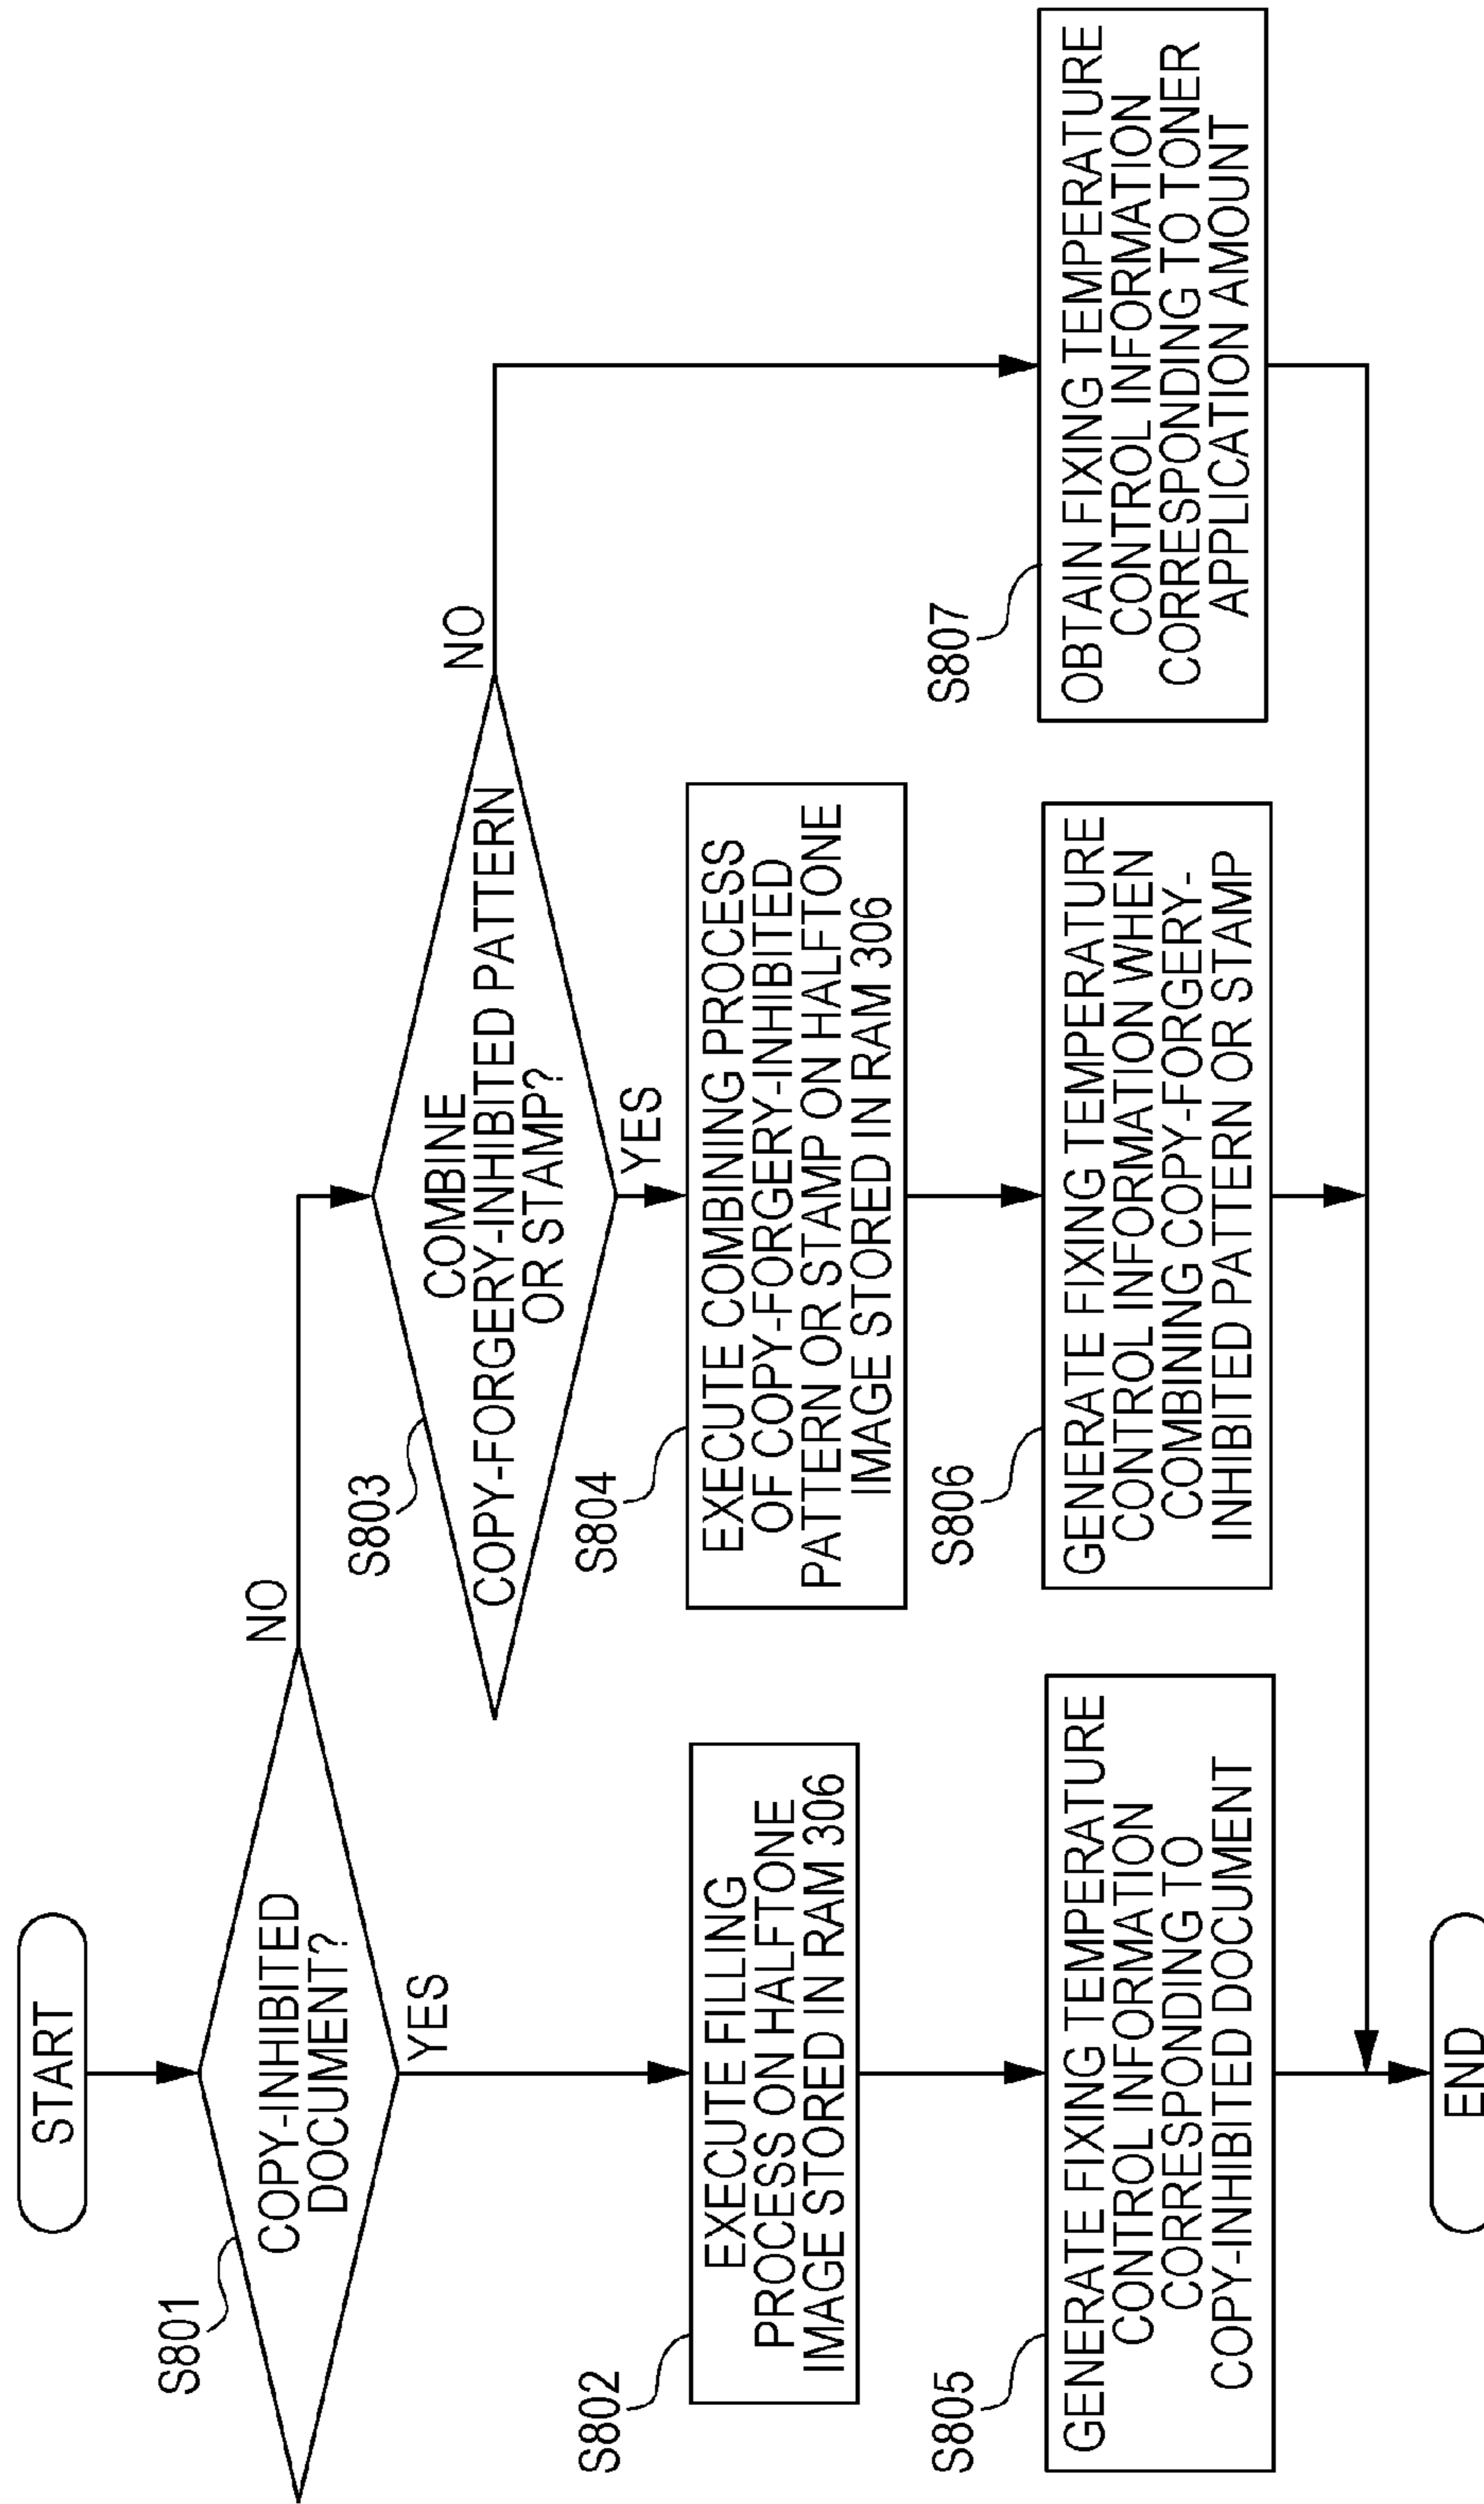 START
S801
COPY-INHIBITED
DOCUMENT?
NO
YES
S803
COMBINE
COPY-FORGERY-INHIBITED PATTERN
OR STAMP?
NO
YES
S802
EXECUTE FILLING
PROCESS ON HALFTONE
IMAGE STORED IN RAM 306
S804
EXECUTE COMBINING PROCESS
OF COPY-FORGERY-INHIBITED
PATTERN OR STAMP ON HALFTONE
IMAGE STORED IN RAM 306
S805
GENERATE FIXING TEMPERATURE
CONTROL INFORMATION
CORRESPONDING TO
COPY-INHIBITED DOCUMENT
S806
GENERATE FIXING TEMPERATURE
CONTROL INFORMATION WHEN
COMBINING COPY-FORGERY-
INHIBITED PATTERN OR STAMP
S807
OBTAIN FIXING TEMPERATURE
CONTROL INFORMATION
CORRESPONDING TO TONER
APPLICATION AMOUNT
END